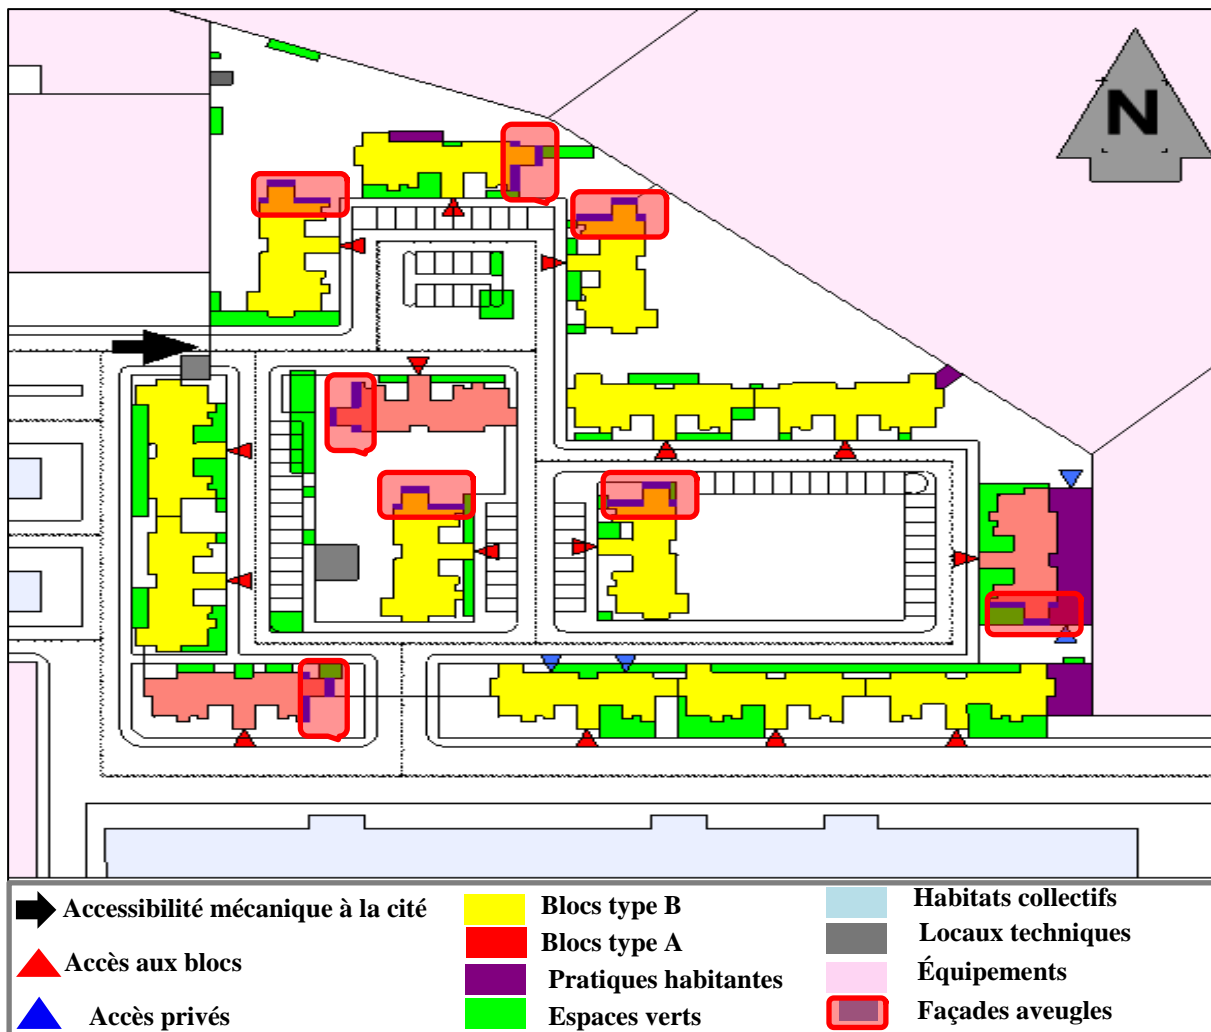 N
Accessibilité mécanique à la cité
Accès aux blocs
Accès privés
Blocs type B
Blocs type A
Pratiques habitantes
Espaces verts
Habitats collectifs
Locaux techniques
Équipements
Façades aveugles